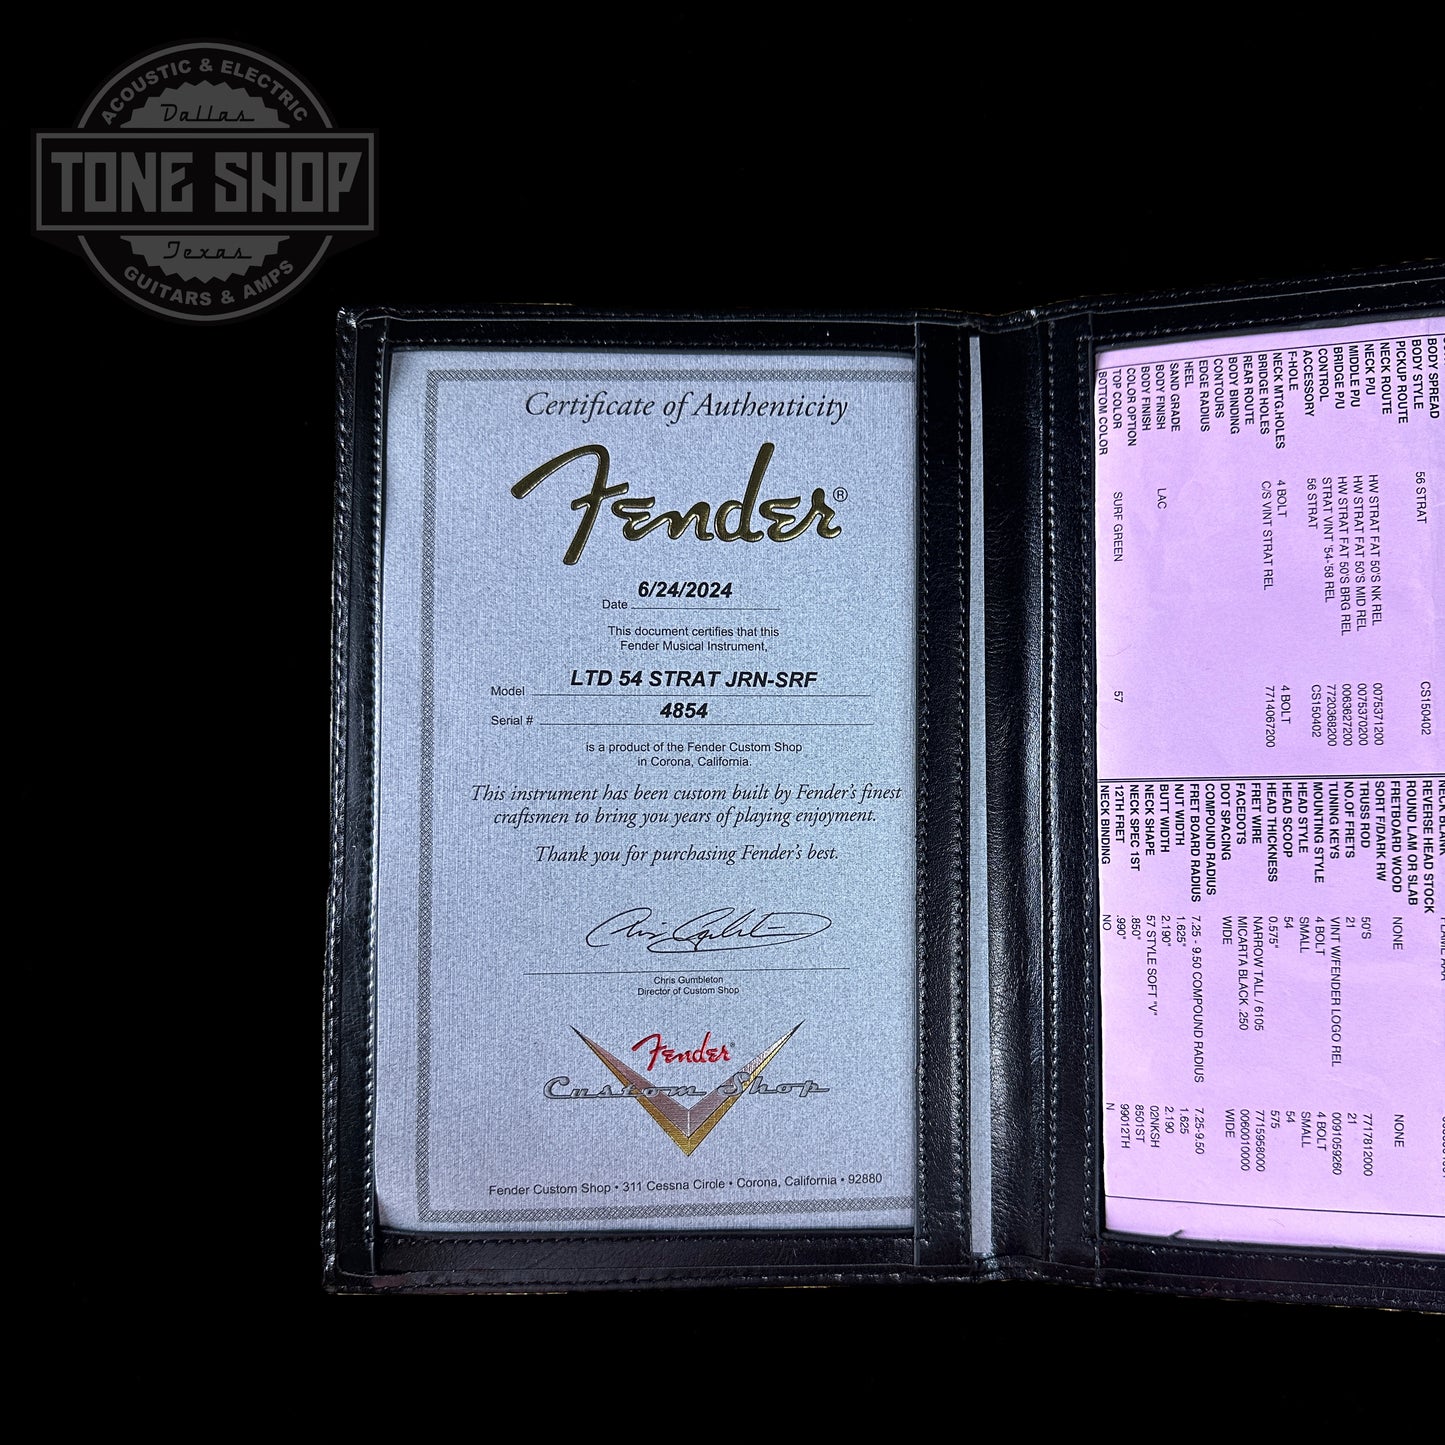 ACOUSTIC & ELECTRIC
Dallas
TONE SHOP
Texas
GUITARS & AMPS
Certificate of Authenticity
Fender®
Date 6/24/2024
This document certifies that this
Fender Musical Instrument,
Model LTD 54 STRAT JRN-SRF
Serial # 4854
is a product of the Fender Custom Shop
in Corona, California.
This instrument has been custom built by Fender's finest
craftsmen to bring you years of playing enjoyment.
Thank you for purchasing Fender's best.
Chris Gumbleton
Director of Custom Shop
Fender
Custom Shop
Fender Custom Shop • 311 Cessna Circle • Corona, California • 92880
BODY SPREAD
BODY STYLE 56 STRAT CS150402
PICKUP ROUTE
NECK ROUTE
NECK P/U HW STRAT FAT 50'S NK REL 0075371200
MIDDLE P/U HW STRAT FAT 50'S MID REL 0075370200
BRIDGE P/U HW STRAT FAT 50'S BRG REL 0063627200
CONTROL STRAT VINT '54-58 REL 7720368200
ACCESSORY 56 STRAT CS150402
F-HOLE
NECK MTG.HOLES 4 BOLT 4 BOLT
BRIDGE HOLES C/S VINT STRAT REL 7714067200
REAR ROUTE
BODY BINDING
CONTOURS
EDGE RADIUS
HEEL
SAND GRADE
BODY FINISH LAC
BODY FINISH
COLOR OPTION
TOP COLOR SURF GREEN 57
BOTTOM COLOR
REVERSE HEAD STOCK
ROUND LAM OR SLAB
FRETBOARD WOOD NONE NONE
SORT F/DARK RW
TRUSS ROD 50'S 7717812000
NO.OF FRETS 21 21
TUNING KEYS VINT W/FENDER LOGO REL 0091059260
MOUNTING STYLE 4 BOLT 4 BOLT
HEAD STYLE SMALL SMALL
HEAD SCOOP 54 54
HEAD THICKNESS 0.575" 575
FRET WIRE NARROW TALL / 6105 7715968000
FACEDOTS MICARTA BLACK .250 0060010000
DOT SPACING WIDE WIDE
COMPOUND RADIUS
FRET BOARD RADIUS 7.25 - 9.50 COMPOUND RADIUS 7.25-9.50
NUT WIDTH 1.625" 1.625
BUTT WIDTH 2.190" 2.190
NECK SHAPE 57 STYLE SOFT "V" 02NKSH
NECK SPEC 1ST .850" 8501ST
12TH FRET .990" 99012TH
NECK BINDING NO N